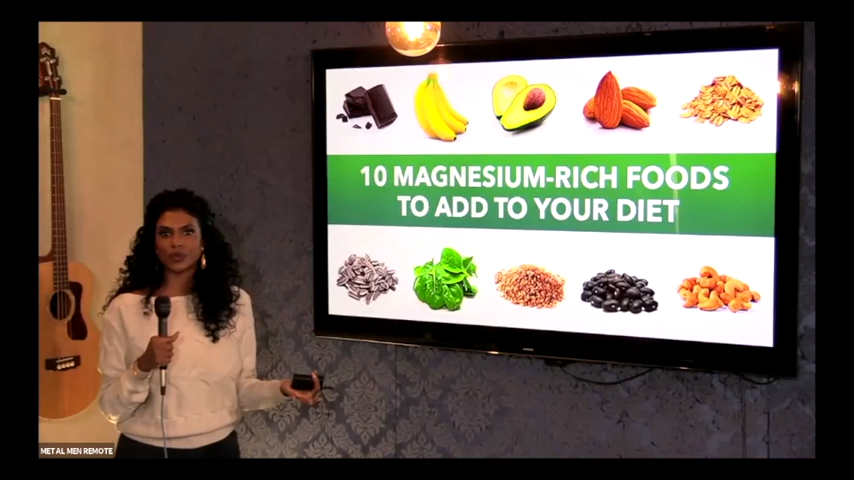 10 MAGNESIUM-RICH FOODS
TO ADD TO YOUR DIET
METAL MEN REMOTE